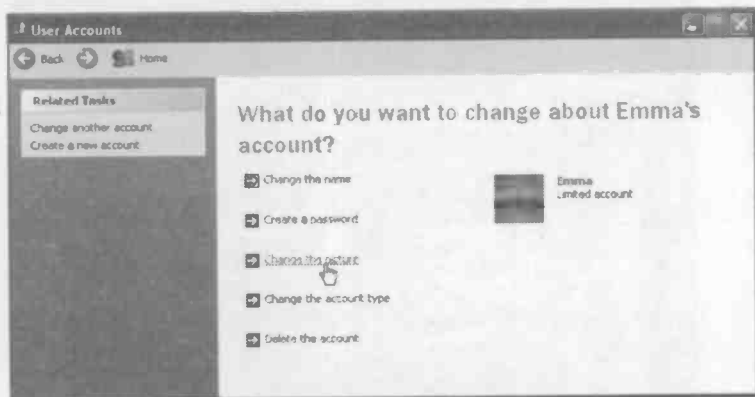 User Accounts
Back
Home
Related Tasks
Change another account
Create a new account
What do you want to change about Emma's
account?
Change the name
Create a password
Change the picture
Change the account type
Delete the account
Emma
Limited account